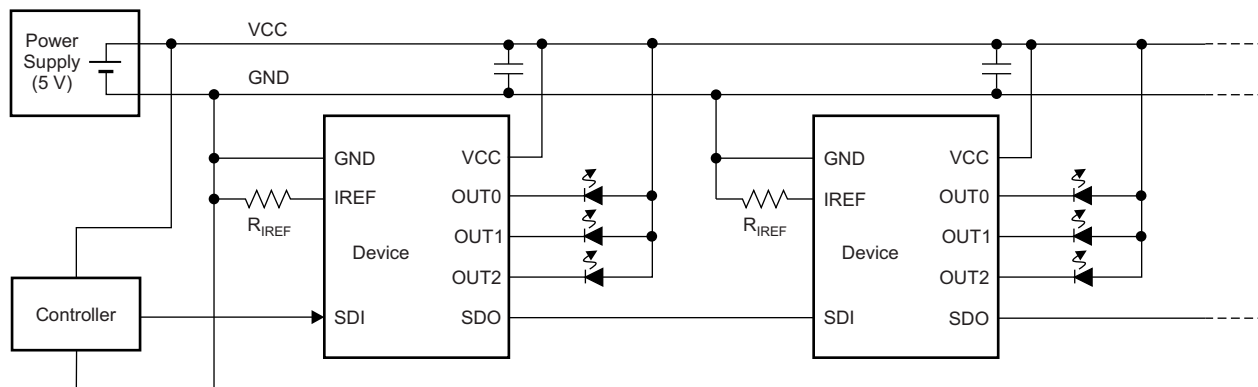 Power
Supply
(5 V)
VCC
GND
GND
IREF
RIREF
Device
SDI
VCC
OUT0
OUT1
OUT2
SDO
GND
IREF
RIREF
Device
SDI
VCC
OUT0
OUT1
OUT2
SDO
Controller